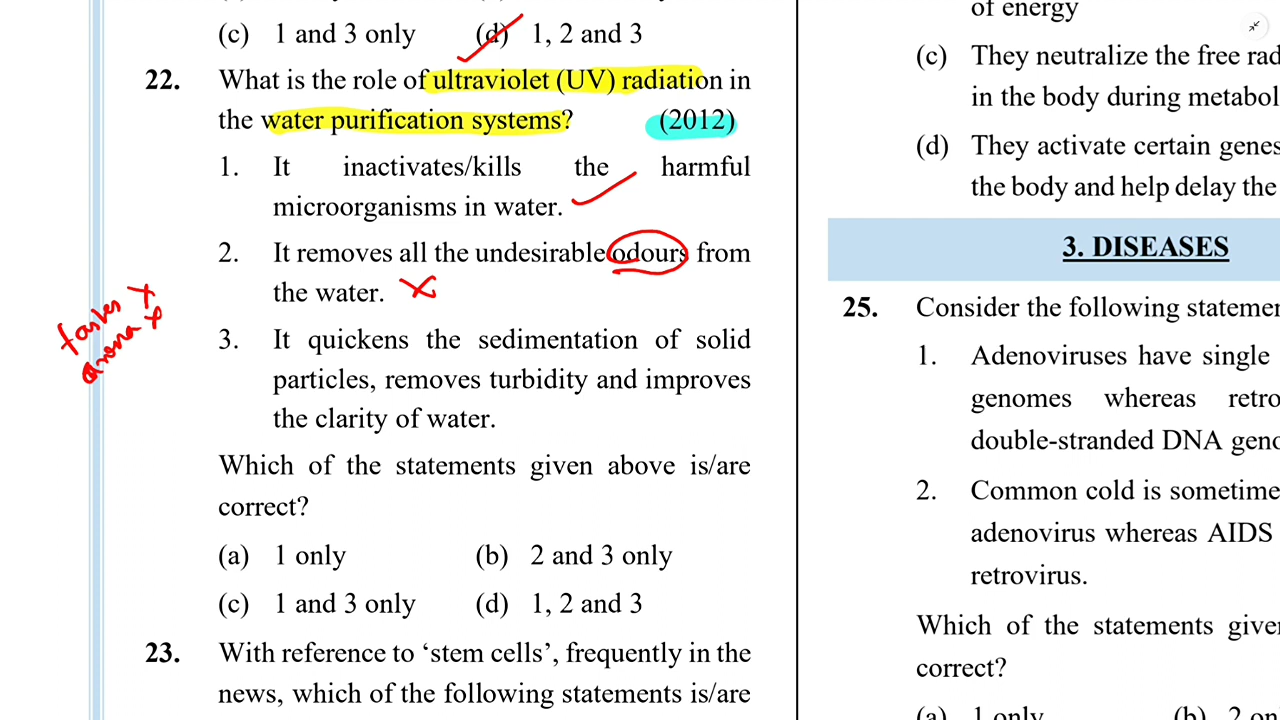 (c) 1 and 3 only (d) 1, 2 and 3
22. What is the role of ultraviolet (UV) radiation in
the water purification systems? (2012)
1. It inactivates/kills the harmful
microorganisms in water.
2. It removes all the undesirable odours from
the water.
tastes
aroma
3. It quickens the sedimentation of solid
particles, removes turbidity and improves
the clarity of water.
Which of the statements given above is/are
correct?
(a) 1 only (b) 2 and 3 only
(c) 1 and 3 only (d) 1, 2 and 3
23. With reference to ‘stem cells’, frequently in the
news, which of the following statements is/are
of energy
(c) They neutralize the free rad
in the body during metabol
(d) They activate certain genes
the body and help delay the
3. DISEASES
25. Consider the following statemen
1. Adenoviruses have single
genomes whereas retro
double-stranded DNA geno
2. Common cold is sometime
adenovirus whereas AIDS
retrovirus.
Which of the statements given
correct?
(a) 1 only (b) 2 on